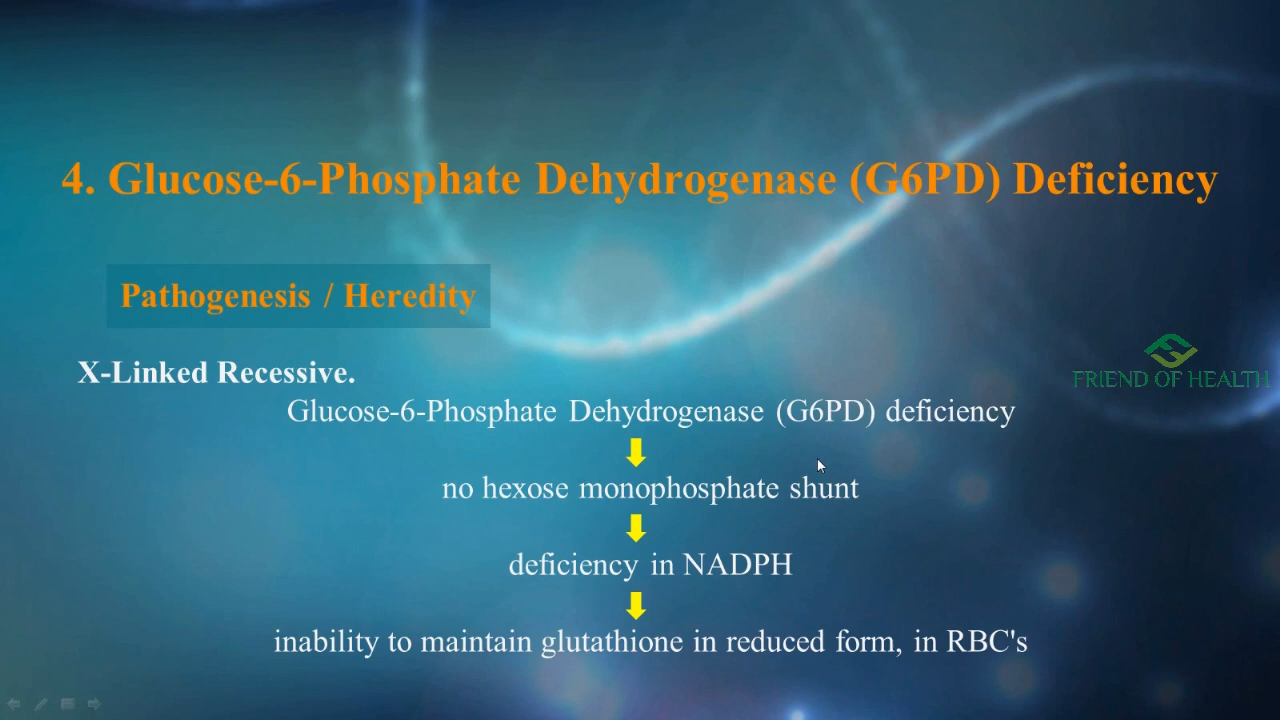 4. Glucose-6-Phosphate Dehydrogenase (G6PD) Deficiency
Pathogenesis / Heredity
X-Linked Recessive.
Glucose-6-Phosphate Dehydrogenase (G6PD) deficiency
no hexose monophosphate shunt
deficiency in NADPH
inability to maintain glutathione in reduced form, in RBC's
FRIEND OF HEALTH